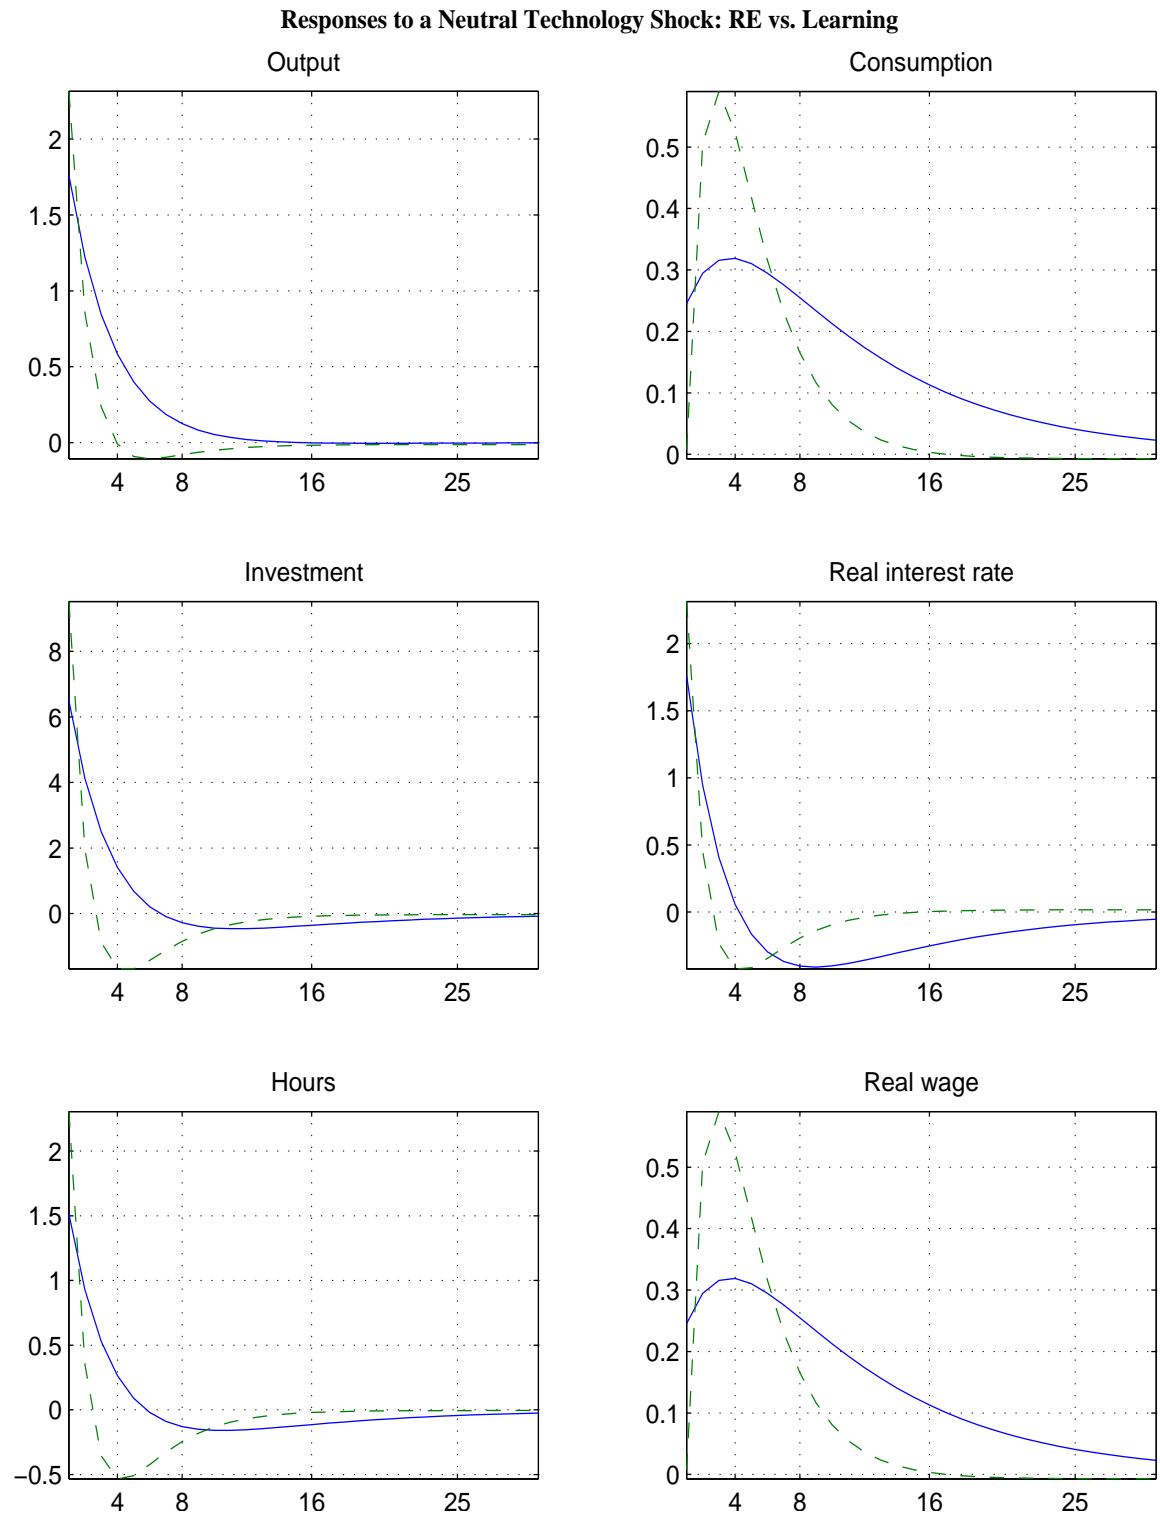 Responses to a Neutral Technology Shock: RE vs. Learning
Output
2
1.5
1
0.5
0
4 8 16 25
Consumption
0.5
0.4
0.3
0.2
0.1
0
4 8 16 25
Investment
8
6
4
2
0
4 8 16 25
Real interest rate
2
1.5
1
0.5
0
4 8 16 25
Hours
2
1.5
1
0.5
0
−0.5
4 8 16 25
Real wage
0.5
0.4
0.3
0.2
0.1
0
4 8 16 25